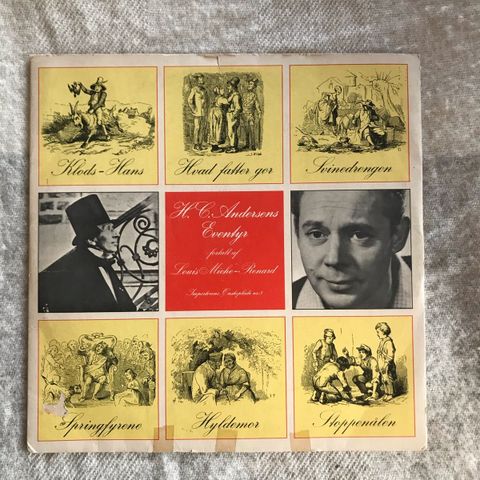 Klods-Hans
Hvad fatter gør
Svinedrengen
H. C. Andersens
Eventyr
fortalt af
Louis Miehe-Renard
Springfyrene
Hyldemor
Stoppenålen